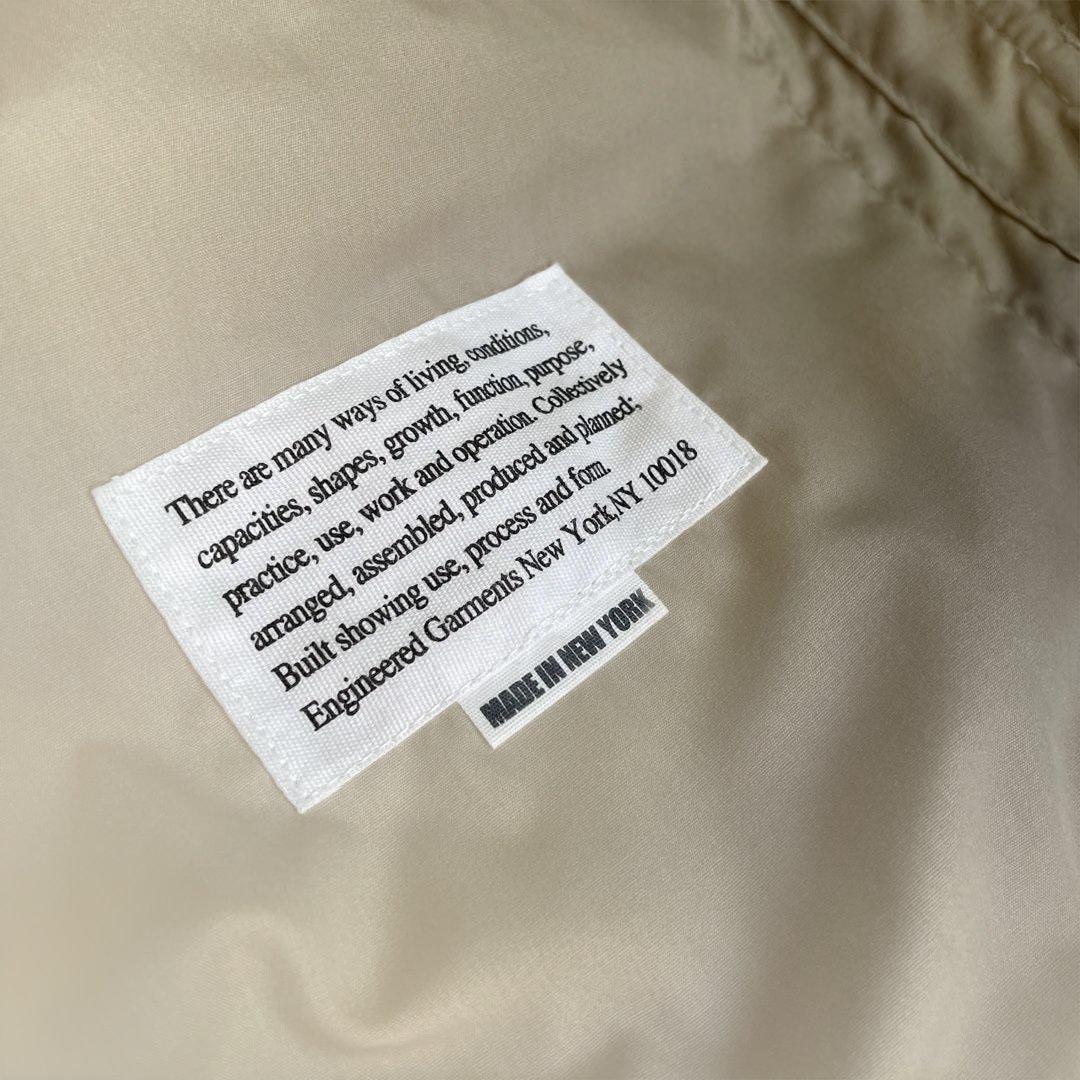 There are many ways of living, conditions,
capacities, shapes, growth, function, purpose,
practice, use, work and operation. Collectively
arranged, assembled, produced and planned;,
Built showing use, process and form.
Engineered Garments New York,NY 10018
MADE IN NEW YORK